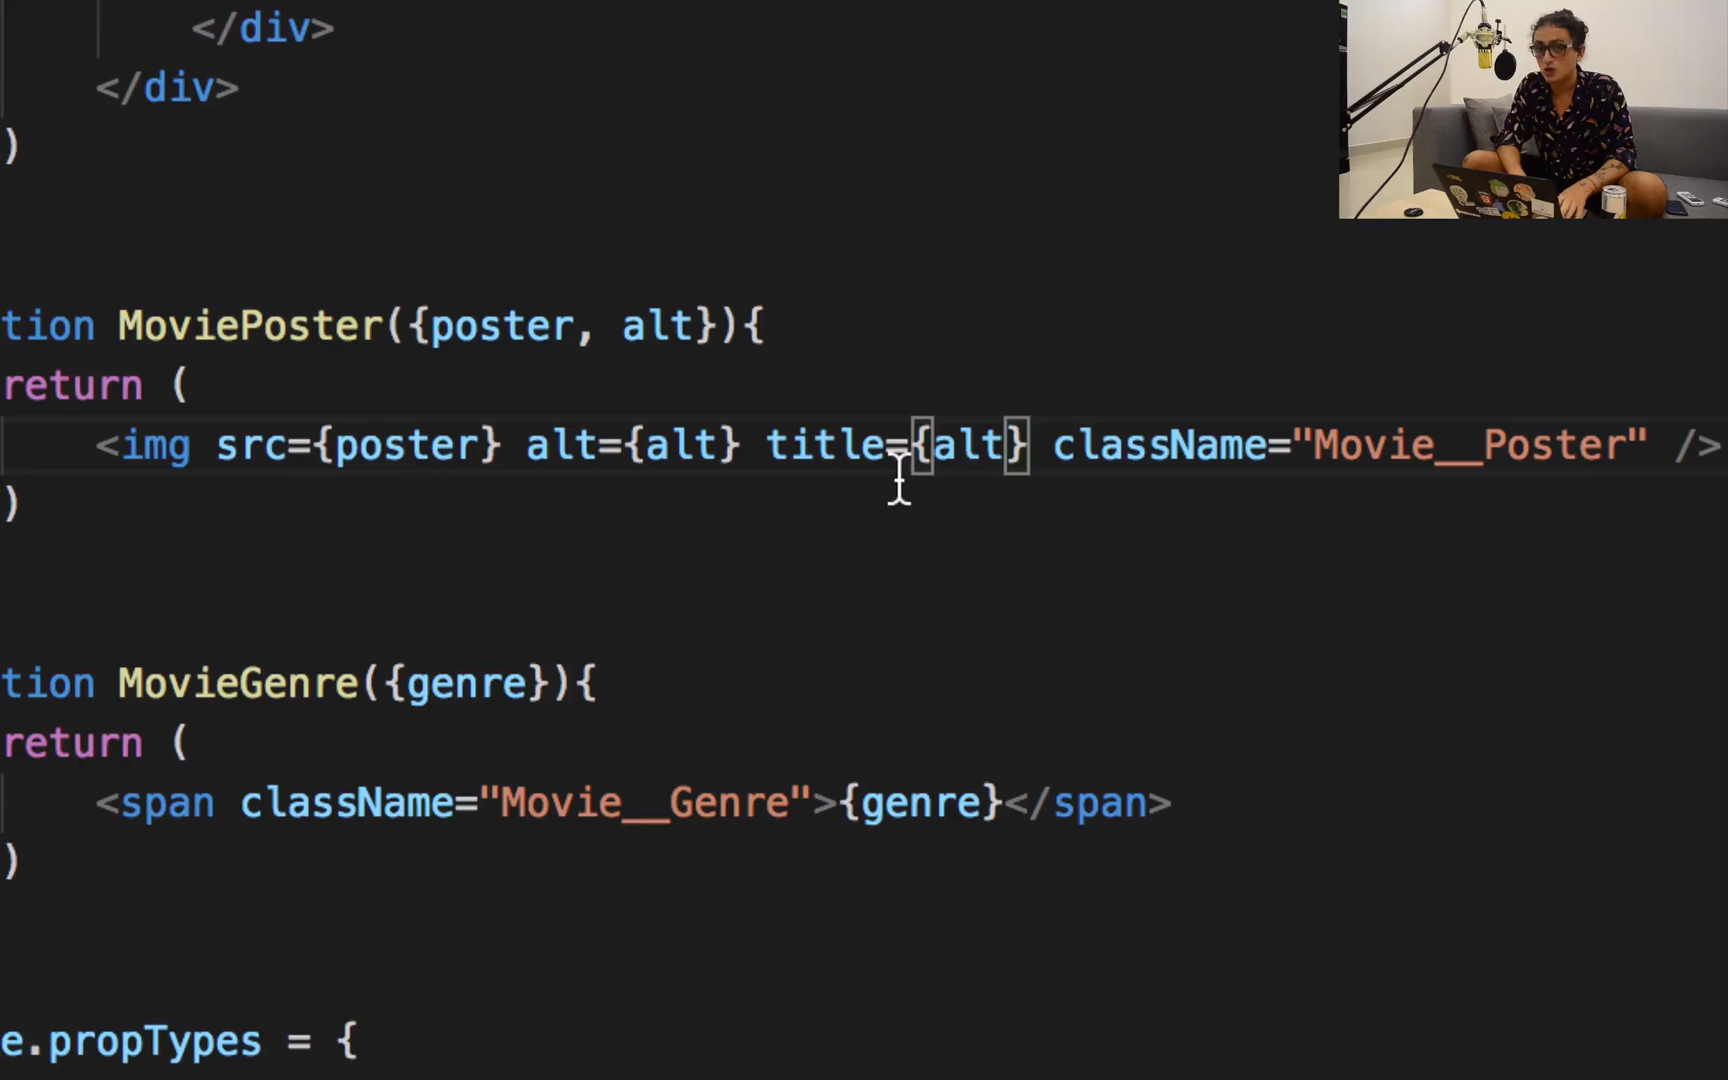 </div>
</div>
)
tion MoviePoster({poster, alt}){
return (
<img src={poster} alt={alt} title={alt} className="Movie__Poster" />
)
tion MovieGenre({genre}){
return (
<span className="Movie__Genre">{genre}</span>
)
e.propTypes = {